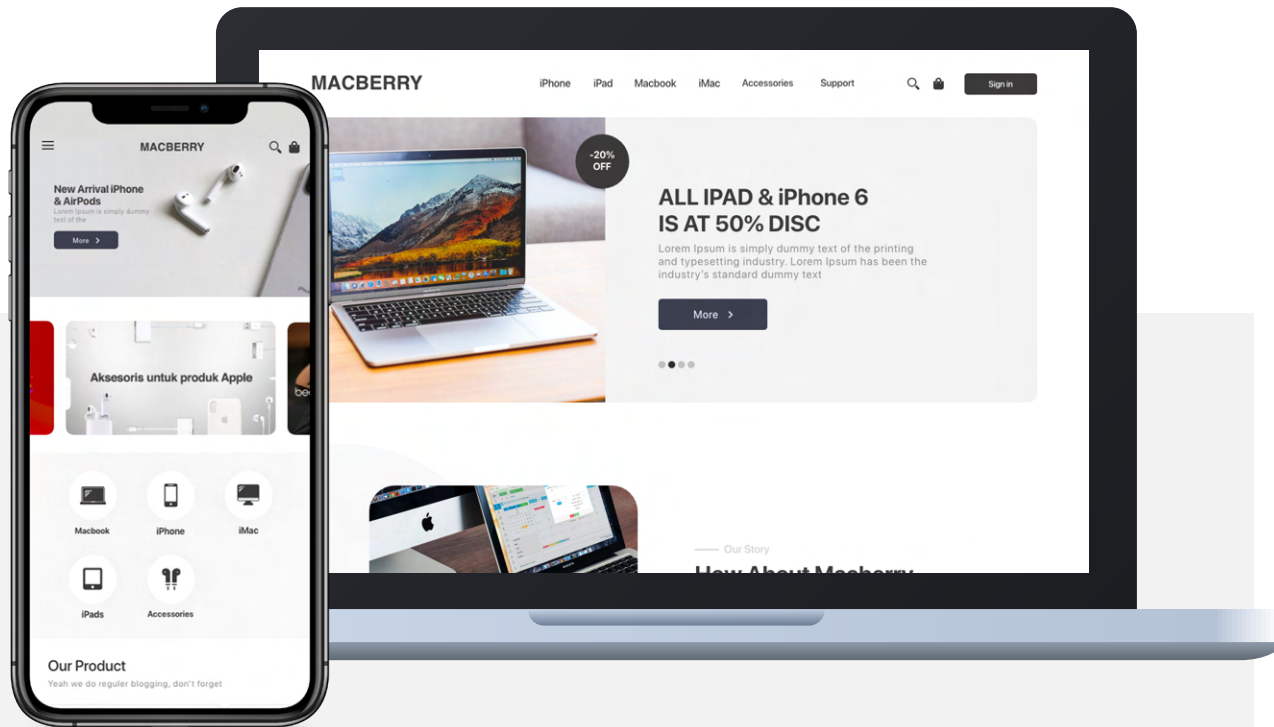 MACBERRY
New Arrival iPhone
& AirPods
Lorem Ipsum is simply dummy
text of the
More
Aksesoris untuk produk Apple
Macbook
iPhone
iMac
iPads
Accessories
Our Product
Yeah we do reguler blogging, don't forget
MACBERRY
iPhone iPad Macbook iMac Accessories Support
Sign in
-20%
OFF
ALL IPAD & iPhone 6
IS AT 50% DISC
Lorem Ipsum is simply dummy text of the printing
and typesetting industry. Lorem Ipsum has been the
industry's standard dummy text
More
Our Story
How About Macberry